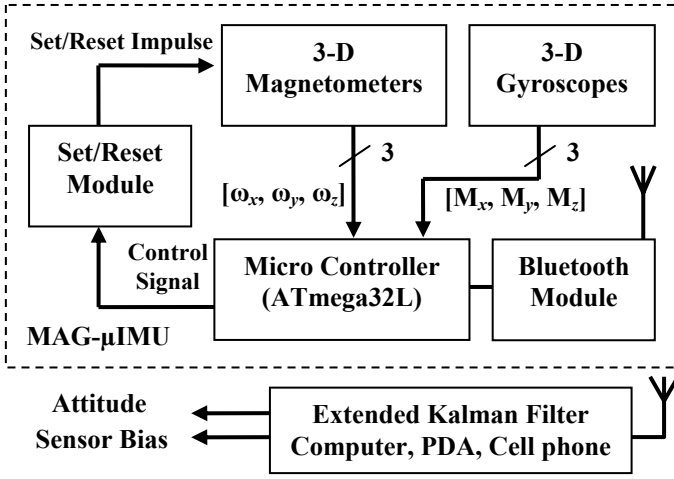 Set/Reset Impulse
3-D
Magnetometers
3-D
Gyroscopes
Set/Reset
Module
3
3
[ωx, ωy, ωz]
[Mx, My, Mz]
Control
Signal
Micro Controller
(ATmega32L)
Bluetooth
Module
MAG-μIMU
Attitude
Sensor Bias
Extended Kalman Filter
Computer, PDA, Cell phone